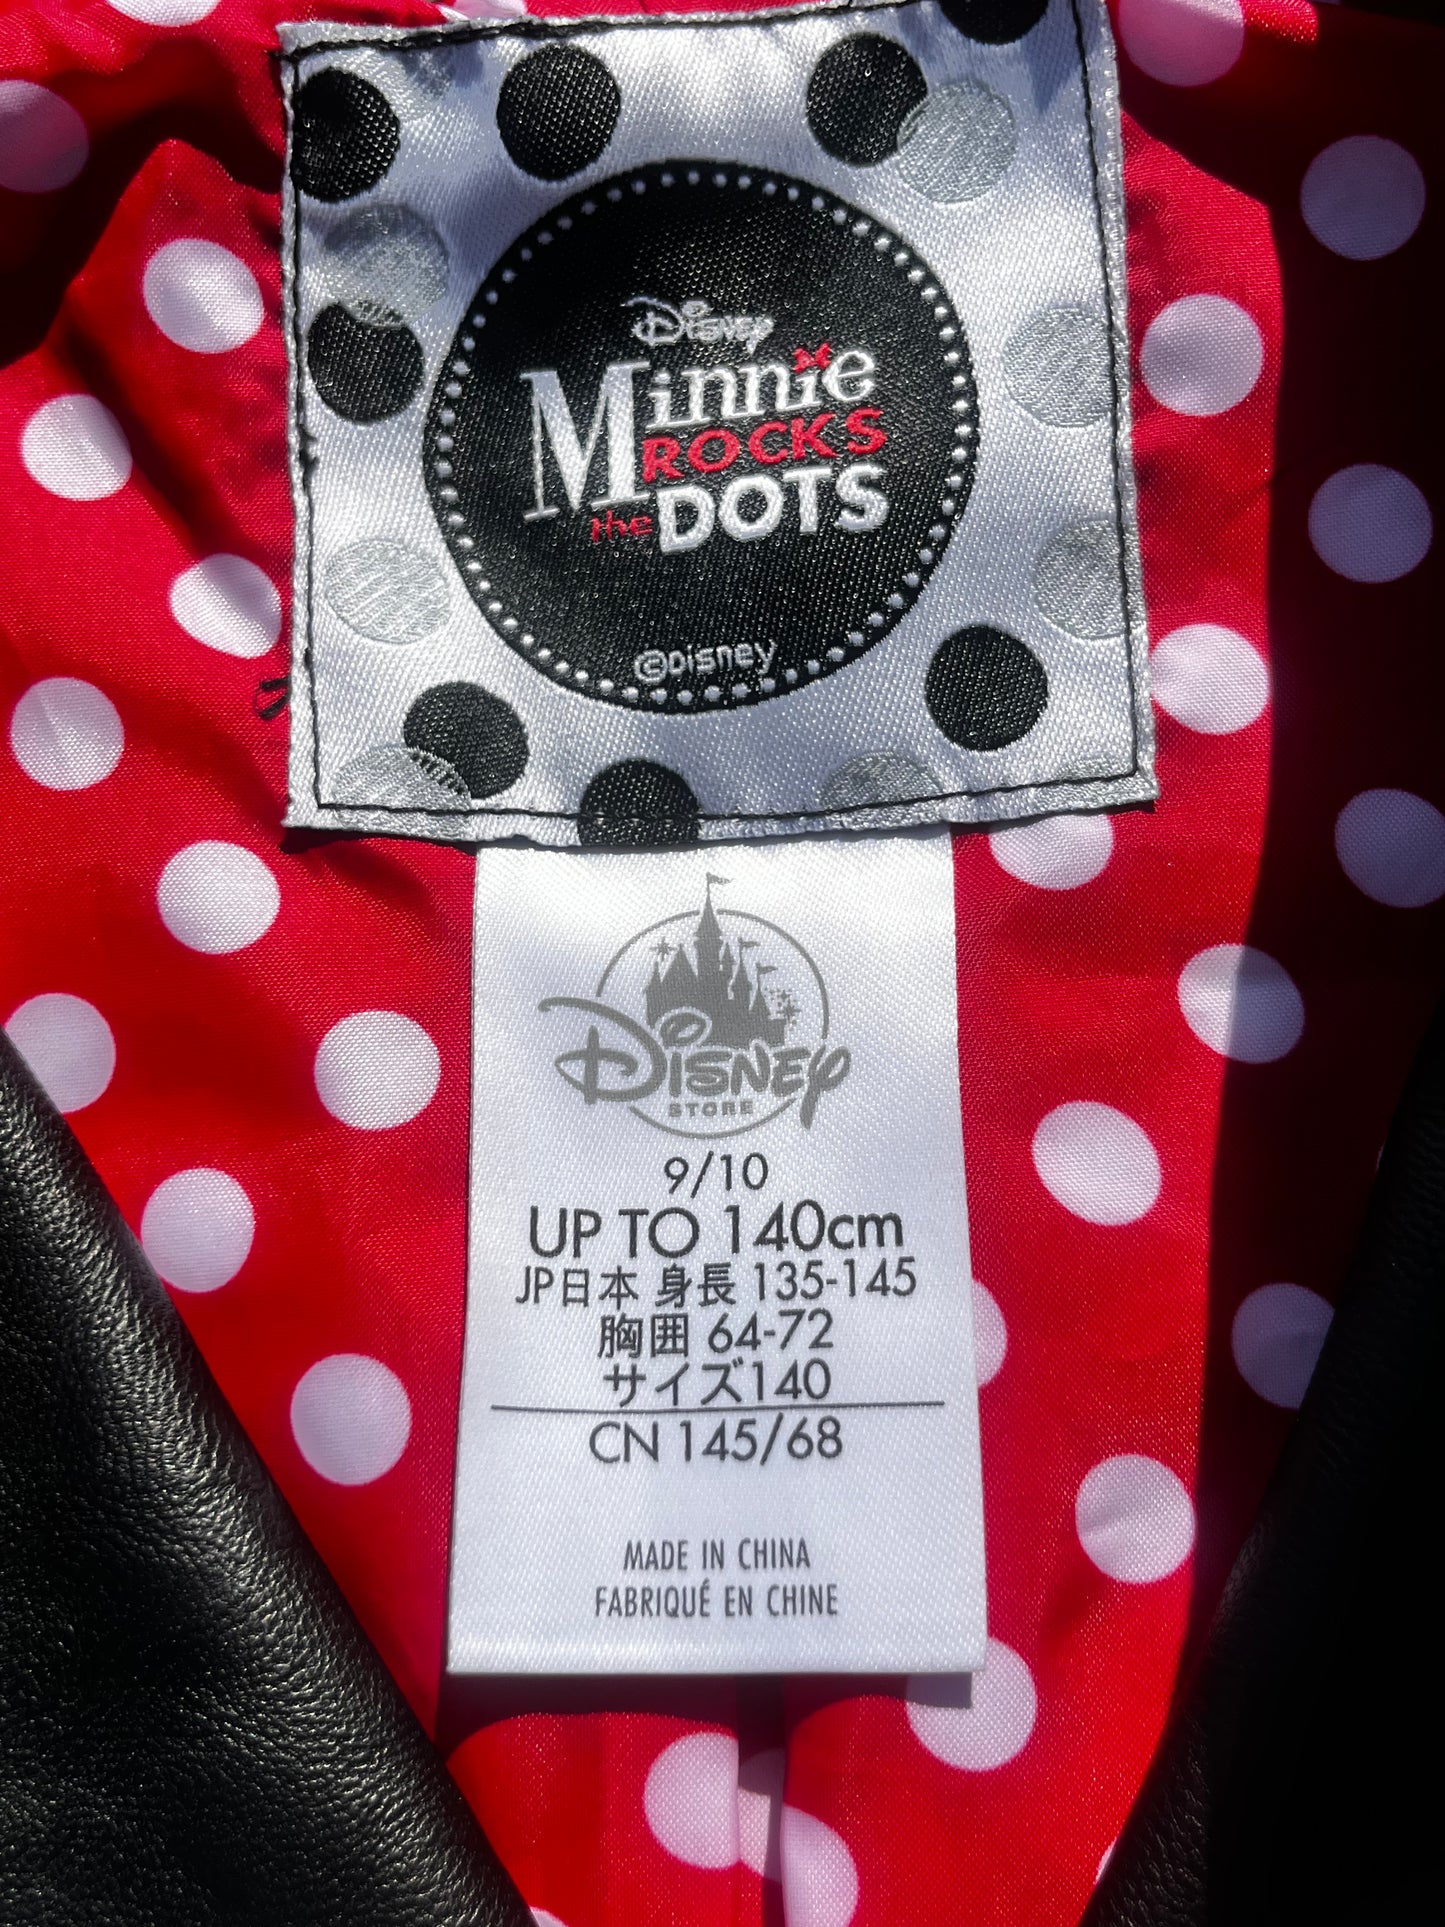 Disney
Minnie
ROCKS
the DOTS
©Disney
Disney
STORE
9/10
UP TO 140cm
JP日本 身長 135-145
胸囲 64-72
サイズ140
CN 145/68
MADE IN CHINA
FABRIQUÉ EN CHINE